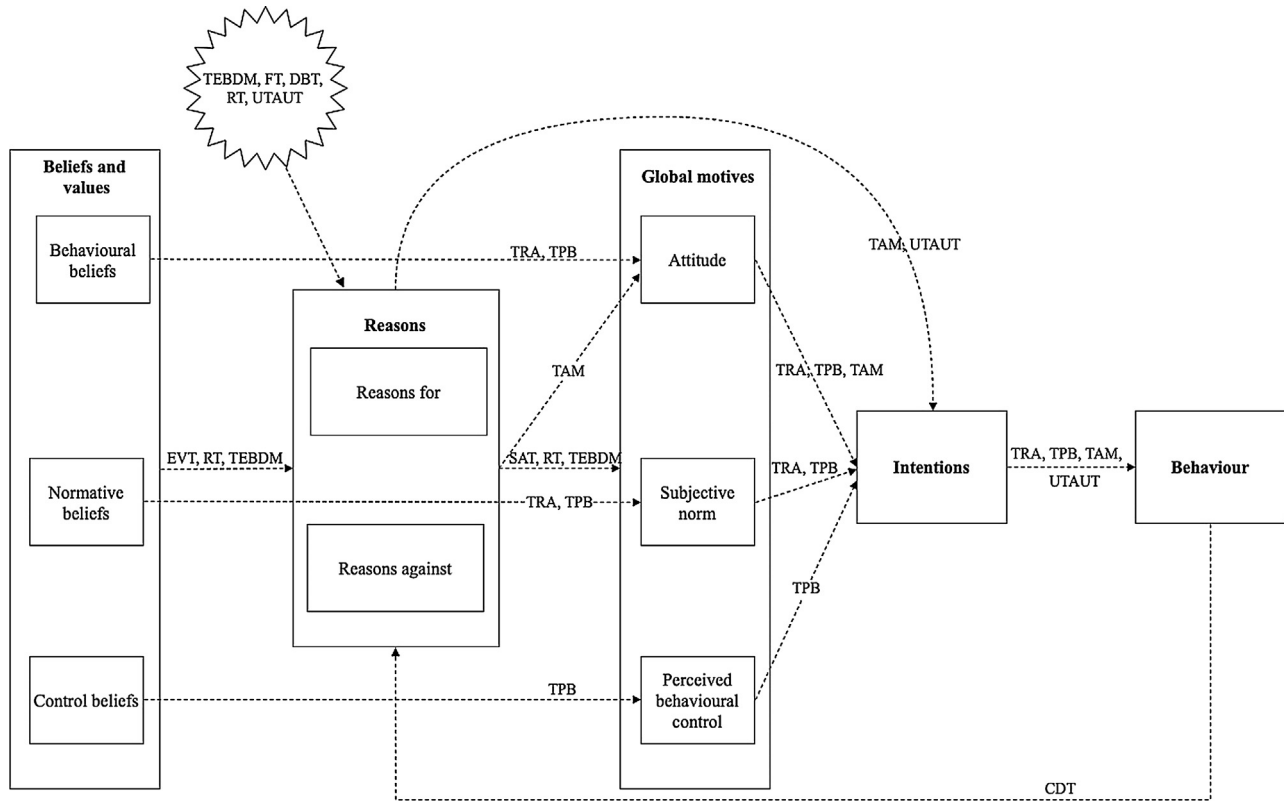 TEBDM, FT, DBT,
RT, UTAUT
Beliefs and
values
Global motives
Behavioural
beliefs
TRA, TPB
Attitude
TAM, UTAUT
Reasons
Reasons for
TAM
TRA, TPB, TAM
EVT, RT, TEBDM
SAT, RT, TEBDM
Normative
beliefs
TRA, TPB
Subjective
norm
TRA, TPB
Intentions
TRA, TPB, TAM,
UTAUT
Behaviour
Reasons against
TPB
Control beliefs
TPB
Perceived
behavioural
control
CDT